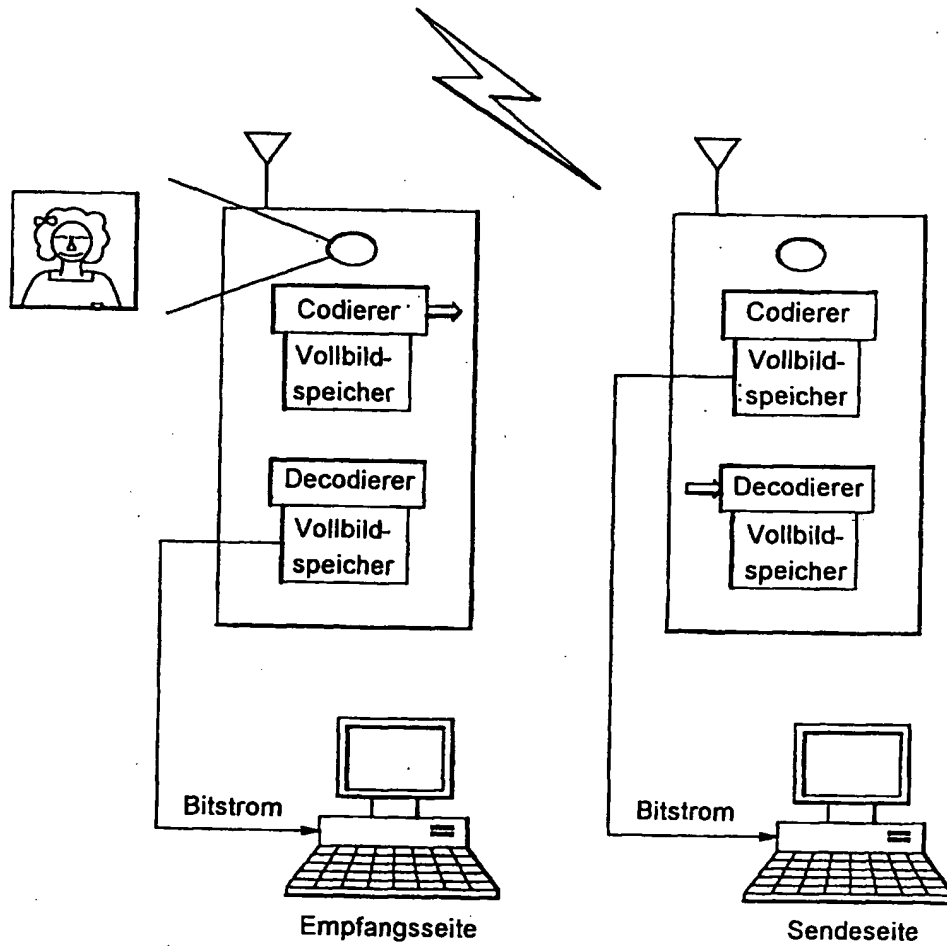 Codierer
Vollbild-
speicher
Decodierer
Vollbild-
speicher
Bitstrom
Empfangsseite
Codierer
Vollbild-
speicher
Decodierer
Vollbild-
speicher
Bitstrom
Sendeseite